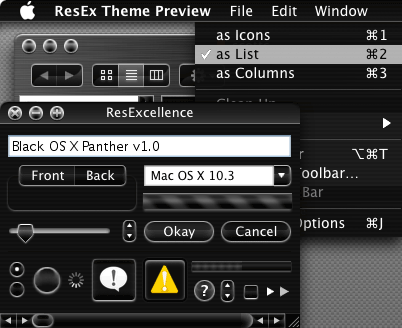 ResEx Theme Preview File Edit Window
as Icons ⌘1
as List ⌘2
as Columns ⌘3
Clean Up
ResExcellence
Black OS X Panther v1.0
⌥⌘T
Front Back
Mac OS X 10.3
Toolbar...
Bar
Okay Cancel
Options ⌘J